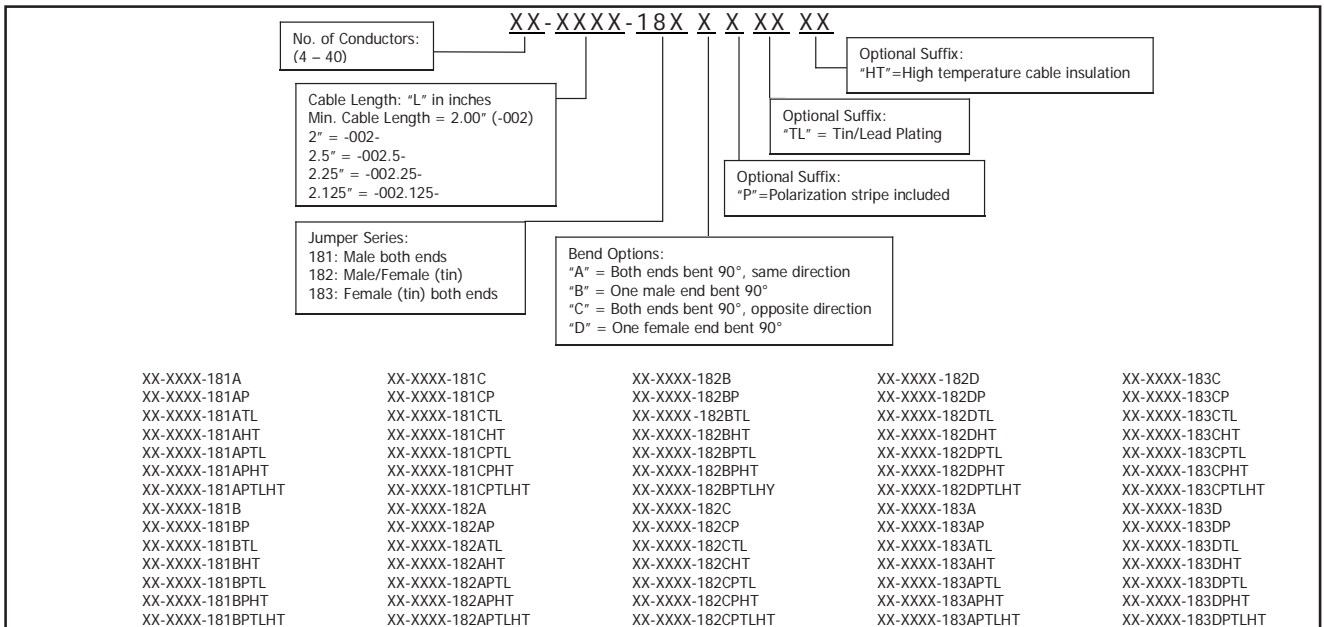 XX-XXXX-18X X X XX XX
No. of Conductors:
(4 – 40)
Optional Suffix:
"HT"=High temperature cable insulation
Cable Length: "L" in inches
Min. Cable Length = 2.00" (-002)
2" = -002-
2.5" = -002.5-
2.25" = -002.25-
2.125" = -002.125-
Optional Suffix:
"TL" = Tin/Lead Plating
Optional Suffix:
"P"=Polarization stripe included
Jumper Series:
181: Male both ends
182: Male/Female (tin)
183: Female (tin) both ends
Bend Options:
"A" = Both ends bent 90°, same direction
"B" = One male end bent 90°
"C" = Both ends bent 90°, opposite direction
"D" = One female end bent 90°
XX-XXXX-181A XX-XXXX-181C XX-XXXX-182B XX-XXXX-182D XX-XXXX-183C
XX-XXXX-181AP XX-XXXX-181CP XX-XXXX-182BP XX-XXXX-182DP XX-XXXX-183CP
XX-XXXX-181ATL XX-XXXX-181CTL XX-XXXX-182BTL XX-XXXX-182DTL XX-XXXX-183CTL
XX-XXXX-181AHT XX-XXXX-181CHT XX-XXXX-182BHT XX-XXXX-182DHT XX-XXXX-183CHT
XX-XXXX-181APTL XX-XXXX-181CPTL XX-XXXX-182BPTL XX-XXXX-182DPTL XX-XXXX-183CPTL
XX-XXXX-181APHT XX-XXXX-181CPHT XX-XXXX-182BPHT XX-XXXX-182DPHT XX-XXXX-183CPHT
XX-XXXX-181APTLHT XX-XXXX-181CPTLHT XX-XXXX-182BPTLHY XX-XXXX-182DPTLHT XX-XXXX-183CPTLHT
XX-XXXX-181B XX-XXXX-182A XX-XXXX-182C XX-XXXX-183A XX-XXXX-183D
XX-XXXX-181BP XX-XXXX-182AP XX-XXXX-182CP XX-XXXX-183AP XX-XXXX-183DP
XX-XXXX-181BTL XX-XXXX-182ATL XX-XXXX-182CTL XX-XXXX-183ATL XX-XXXX-183DTL
XX-XXXX-181BHT XX-XXXX-182AHT XX-XXXX-182CHT XX-XXXX-183AHT XX-XXXX-183DHT
XX-XXXX-181BPTL XX-XXXX-182APTL XX-XXXX-182CPTL XX-XXXX-183APTL XX-XXXX-183DPTL
XX-XXXX-181BPHT XX-XXXX-182APHT XX-XXXX-182CPHT XX-XXXX-183APHT XX-XXXX-183DPHT
XX-XXXX-181BPTLHT XX-XXXX-182APTLHT XX-XXXX-182CPTLHT XX-XXXX-183APTLHT XX-XXXX-183DPTLHT